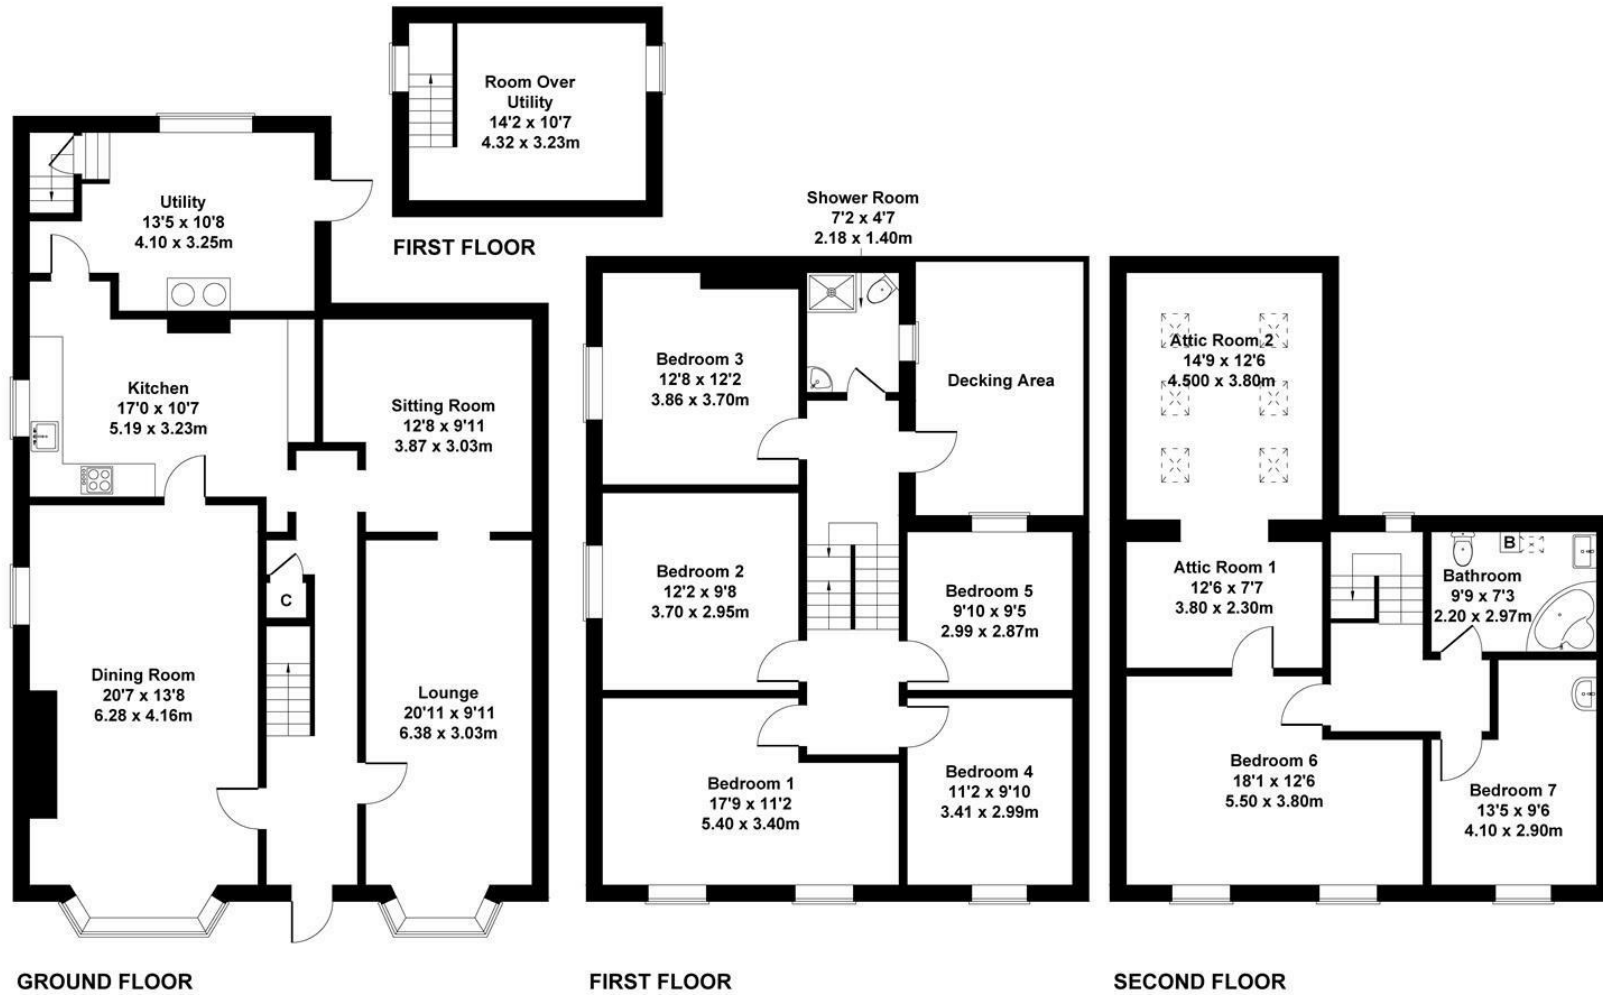 Room Over
Utility
14'2 x 10'7
4.32 x 3.23m
FIRST FLOOR
Utility
13'5 x 10'8
4.10 x 3.25m
Kitchen
17'0 x 10'7
5.19 x 3.23m
Sitting Room
12'8 x 9'11
3.87 x 3.03m
C
Dining Room
20'7 x 13'8
6.28 x 4.16m
Lounge
20'11 x 9'11
6.38 x 3.03m
GROUND FLOOR
Shower Room
7'2 x 4'7
2.18 x 1.40m
Bedroom 3
12'8 x 12'2
3.86 x 3.70m
Decking Area
Bedroom 2
12'2 x 9'8
3.70 x 2.95m
Bedroom 5
9'10 x 9'5
2.99 x 2.87m
Bedroom 1
17'9 x 11'2
5.40 x 3.40m
Bedroom 4
11'2 x 9'10
3.41 x 2.99m
FIRST FLOOR
Attic Room 2
14'9 x 12'6
4.500 x 3.80m
Attic Room 1
12'6 x 7'7
3.80 x 2.30m
B
Bathroom
9'9 x 7'3
2.20 x 2.97m
Bedroom 6
18'1 x 12'6
5.50 x 3.80m
Bedroom 7
13'5 x 9'6
4.10 x 2.90m
SECOND FLOOR